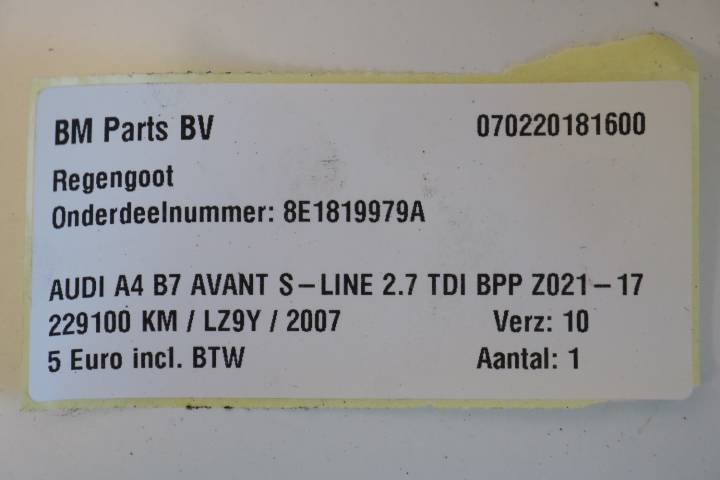 BM Parts BV 070220181600
Regengoot
Onderdeelnummer: 8E1819979A
AUDI A4 B7 AVANT S-LINE 2.7 TDI BPP Z021-17
229100 KM / LZ9Y / 2007 Verz: 10
5 Euro incl. BTW Aantal: 1